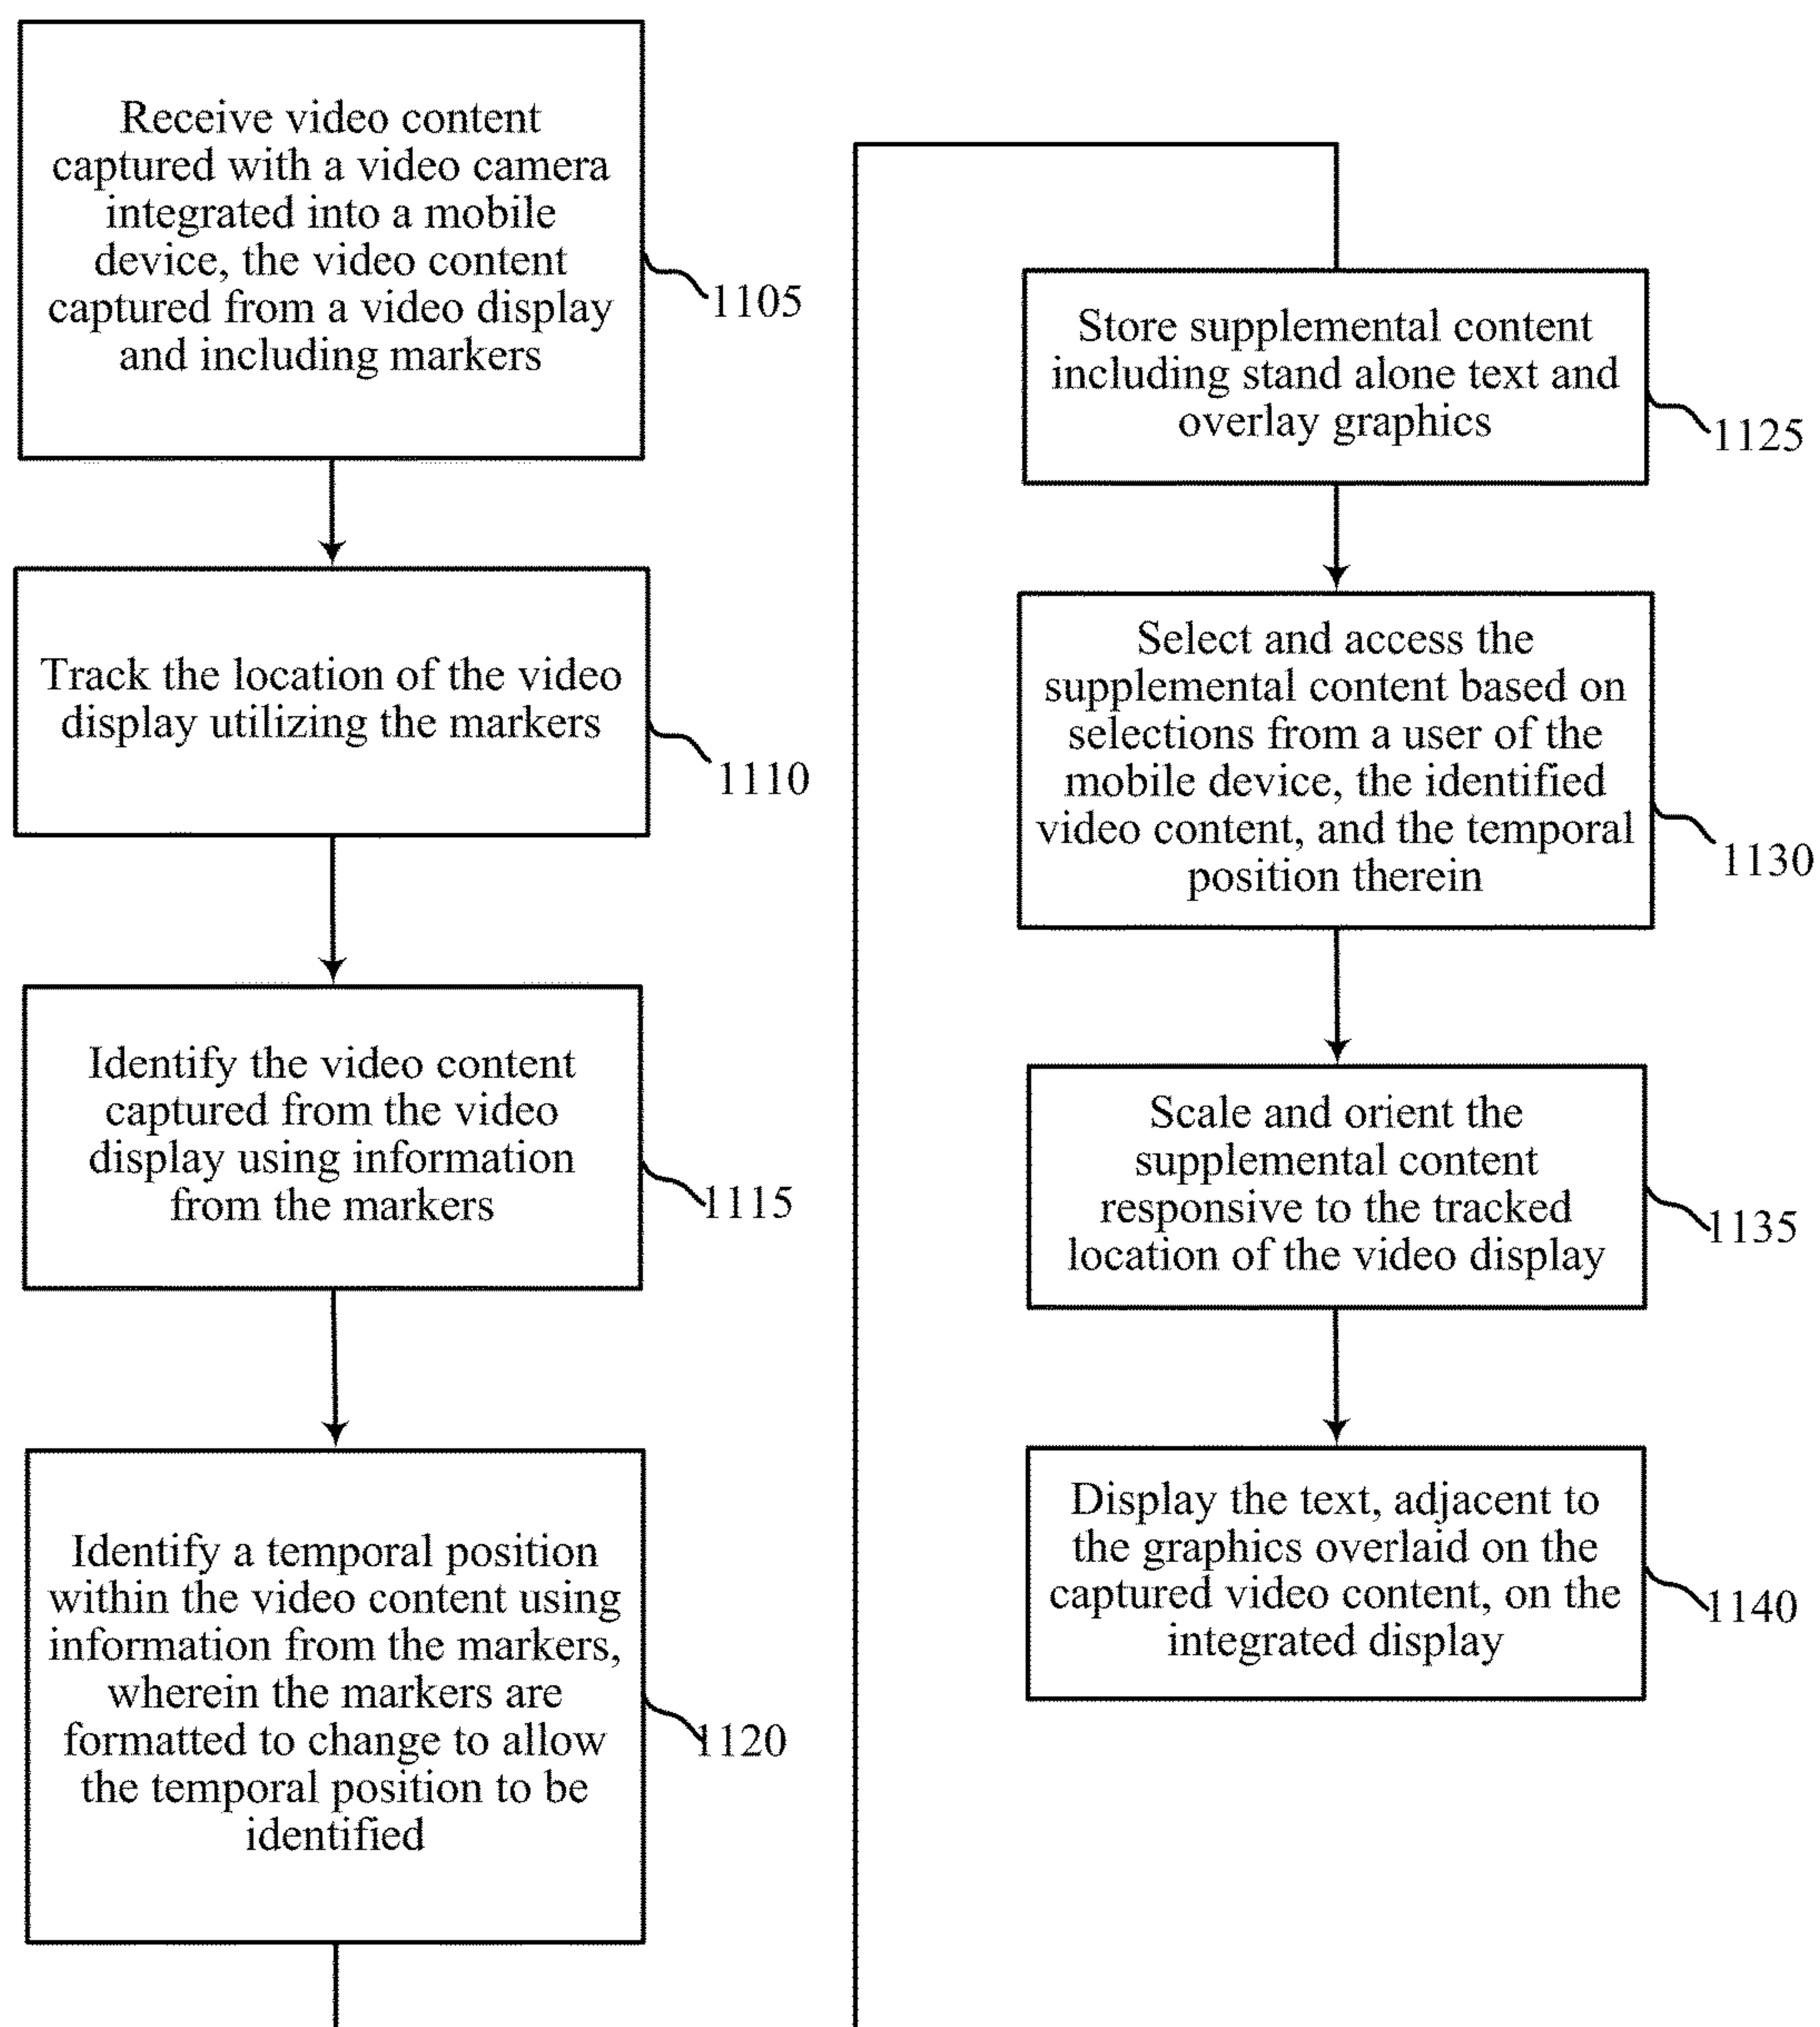 Receive video content
captured with a video camera
integrated into a mobile
device, the video content
captured from a video display
and including markers
1105
Track the location of the video
display utilizing the markers
1110
Identify the video content
captured from the video
display using information
from the markers
1115
Identify a temporal position
within the video content using
information from the markers,
wherein the markers are
formatted to change to allow
the temporal position to be
identified
1120
Store supplemental content
including stand alone text and
overlay graphics
1125
Select and access the
supplemental content based on
selections from a user of the
mobile device, the identified
video content, and the temporal
position therein
1130
Scale and orient the
supplemental content
responsive to the tracked
location of the video display
1135
Display the text, adjacent to
the graphics overlaid on the
captured video content, on the
integrated display
1140